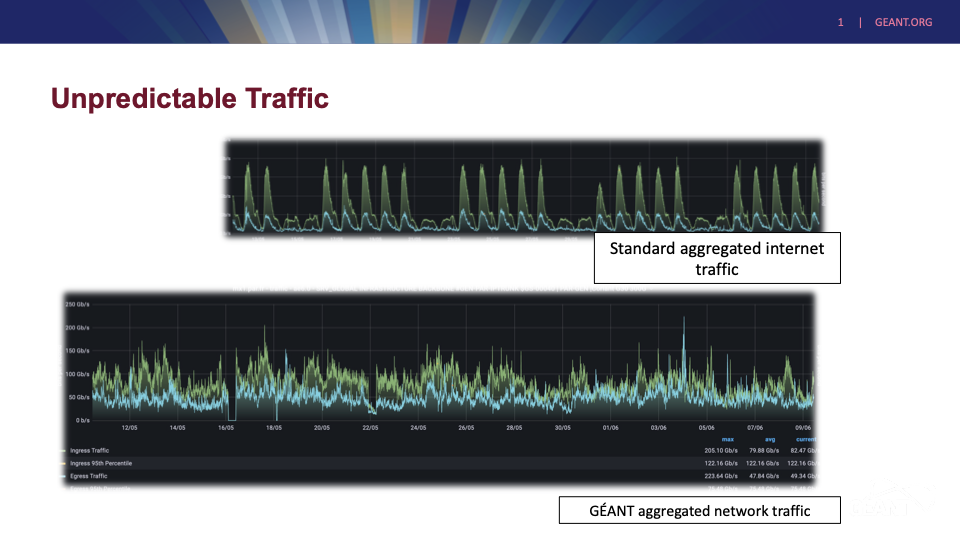 1 | GEANT.ORG
Unpredictable Traffic
Standard aggregated internet
traffic
250 Gb/s
200 Gb/s
150 Gb/s
100 Gb/s
50 Gb/s
0 b/s
12/05 14/05 16/05 18/05 20/05 22/05 24/05 26/05 28/05 30/05 01/06 03/06 05/06 07/06 09/06
max avg current
Ingress Traffic 205.10 Gb/s 79.88 Gb/s 82.47 Gb/s
Ingress 95th Percentile 122.16 Gb/s 122.16 Gb/s 122.16 Gb/s
Egress Traffic 223.64 Gb/s 47.84 Gb/s 49.34 Gb/s
GÉANT aggregated network traffic